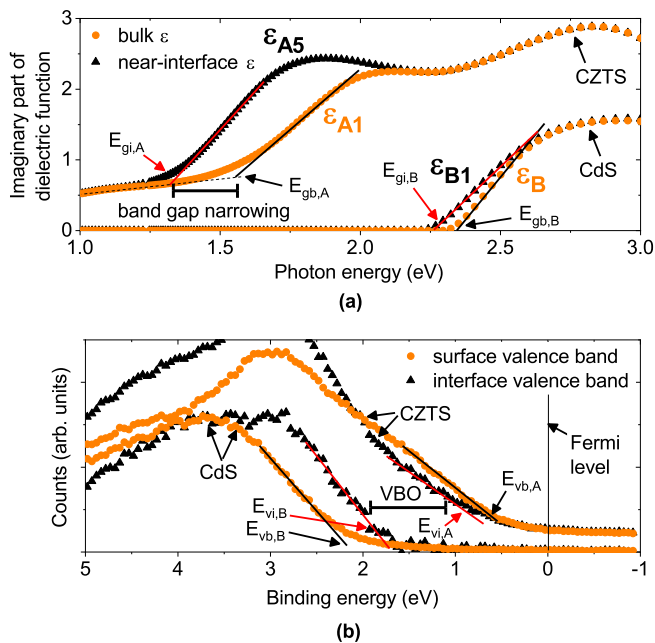 Imaginary part of
dielectric function
3
2
1
0
bulk ε
near-interface ε
εA5
εA1
CZTS
CdS
Egi,A
Egb,A
band gap narrowing
Egi,B
εB1
εB
Egb,B
1.0
1.5
2.0
2.5
3.0
Photon energy (eV)
(a)
Counts (arb. units)
surface valence band
interface valence band
CZTS
CdS
VBO
Fermi
level
Evb,A
Evi,B
Evb,B
Evi,A
5
4
3
2
1
0
-1
Binding energy (eV)
(b)